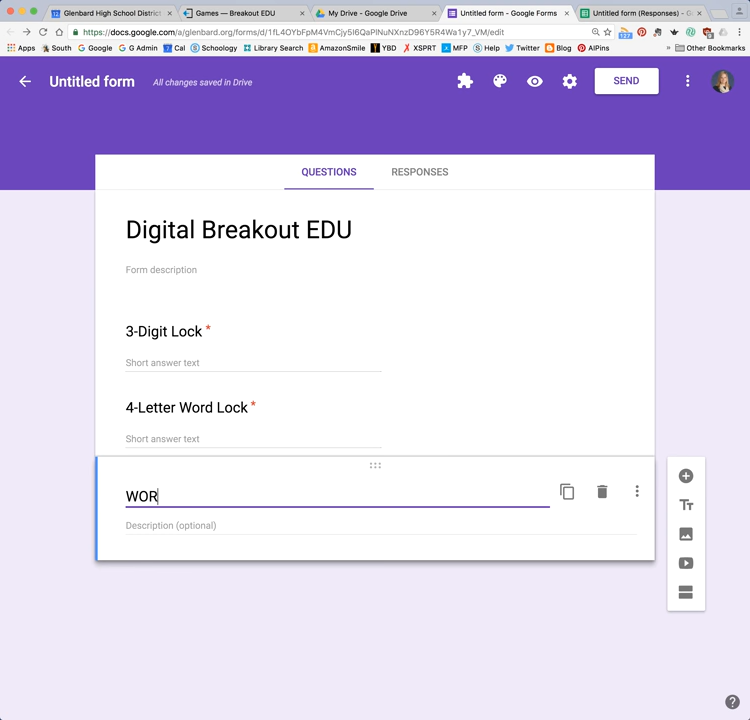 Glenbard High School District
Games — Breakout EDU
My Drive - Google Drive
Untitled form - Google Forms
Untitled form (Responses) - G
https://docs.google.com/a/glenbard.org/forms/d/1fL4OYbFpM4VmCjy5I6QaPlNuNXnzD96Y5R4Wa1y7_VM/edit
127
Apps
South
Google
G Admin
Cal
Schoology
Library Search
AmazonSmile
YBD
XSPRT
MFP
Help
Twitter
Blog
AlPins
»
Other Bookmarks
Untitled form
All changes saved in Drive
SEND
QUESTIONS
RESPONSES
Digital Breakout EDU
Form description
3-Digit Lock *
Short answer text
4-Letter Word Lock *
Short answer text
WOR
Description (optional)
Tт
?